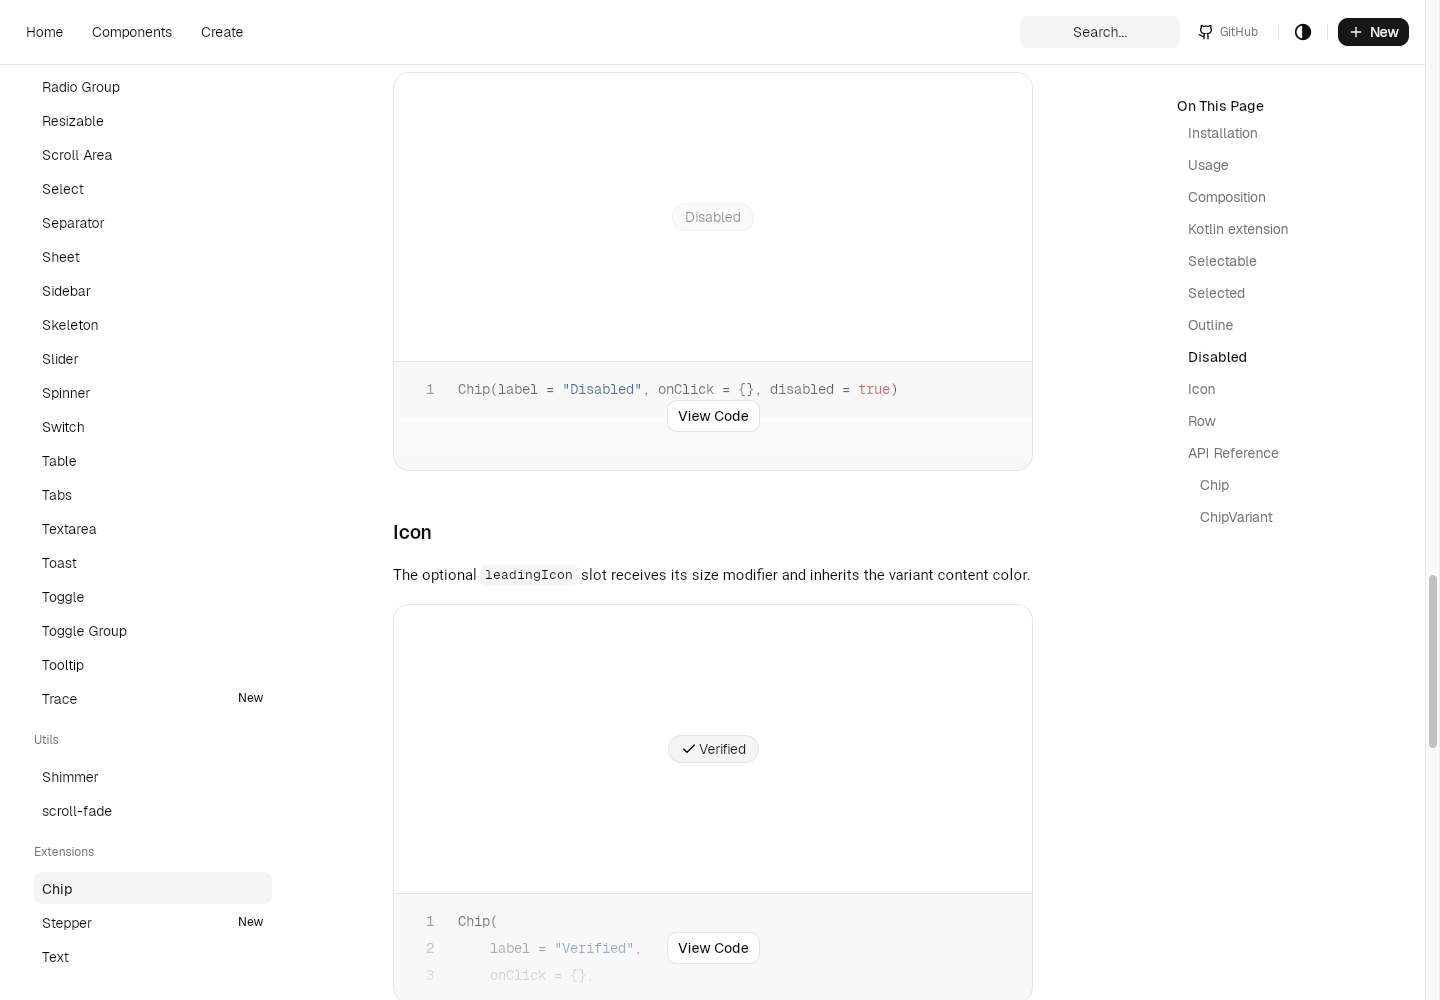 Home Components Create Search... GitHub New
Radio Group
Resizable
Scroll Area
Select
Separator
Sheet
Sidebar
Skeleton
Slider
Spinner
Switch
Table
Tabs
Textarea
Toast
Toggle
Toggle Group
Tooltip
Trace New
Utils
Shimmer
scroll-fade
Extensions
Chip
Stepper New
Text
Disabled
1 Chip(label = "Disabled", onClick = {}, disabled = true)
View Code
Icon
The optional leadingIcon slot receives its size modifier and inherits the variant content color.
Verified
1 Chip(
2 label = "Verified",
View Code
3 onClick = {},
On This Page
Installation
Usage
Composition
Kotlin extension
Selectable
Selected
Outline
Disabled
Icon
Row
API Reference
Chip
ChipVariant